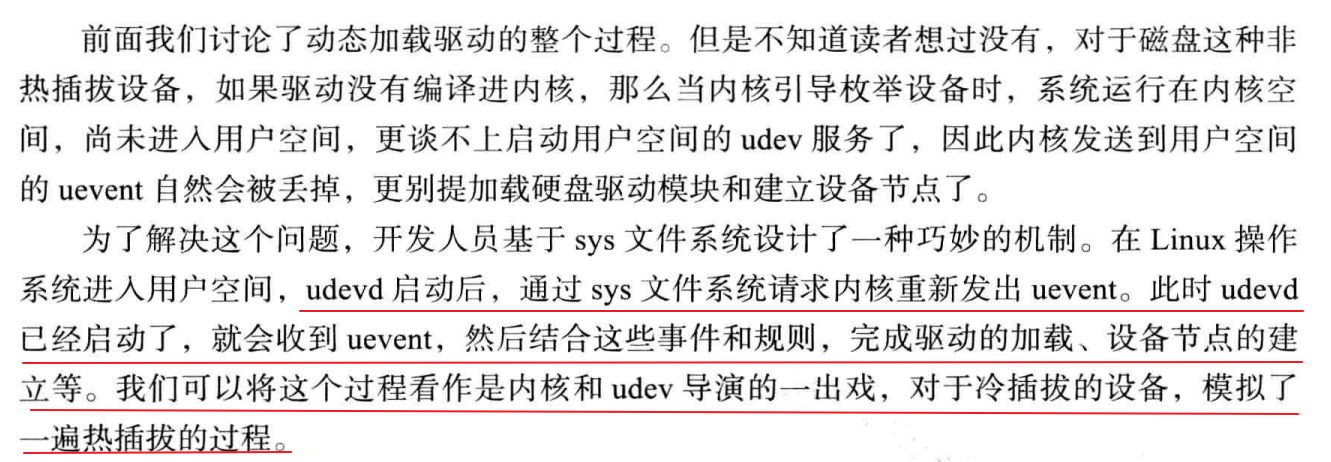 前面我们讨论了动态加载驱动的整个过程。但是不知道读者想过没有，对于磁盘这种非
热插拔设备，如果驱动没有编译进内核，那么当内核引导枚举设备时，系统运行在内核空
间，尚未进入用户空间，更谈不上启动用户空间的 udev 服务了，因此内核发送到用户空间
的 uevent 自然会被丢掉，更别提加载硬盘驱动模块和建立设备节点了。
为了解决这个问题，开发人员基于 sys 文件系统设计了一种巧妙的机制。在 Linux 操作
系统进入用户空间，udevd 启动后，通过 sys 文件系统请求内核重新发出 uevent。此时 udevd
已经启动了，就会收到 uevent，然后结合这些事件和规则，完成驱动的加载、设备节点的建
立等。我们可以将这个过程看作是内核和 udev 导演的一出戏，对于冷插拔的设备，模拟了
一遍热插拔的过程。